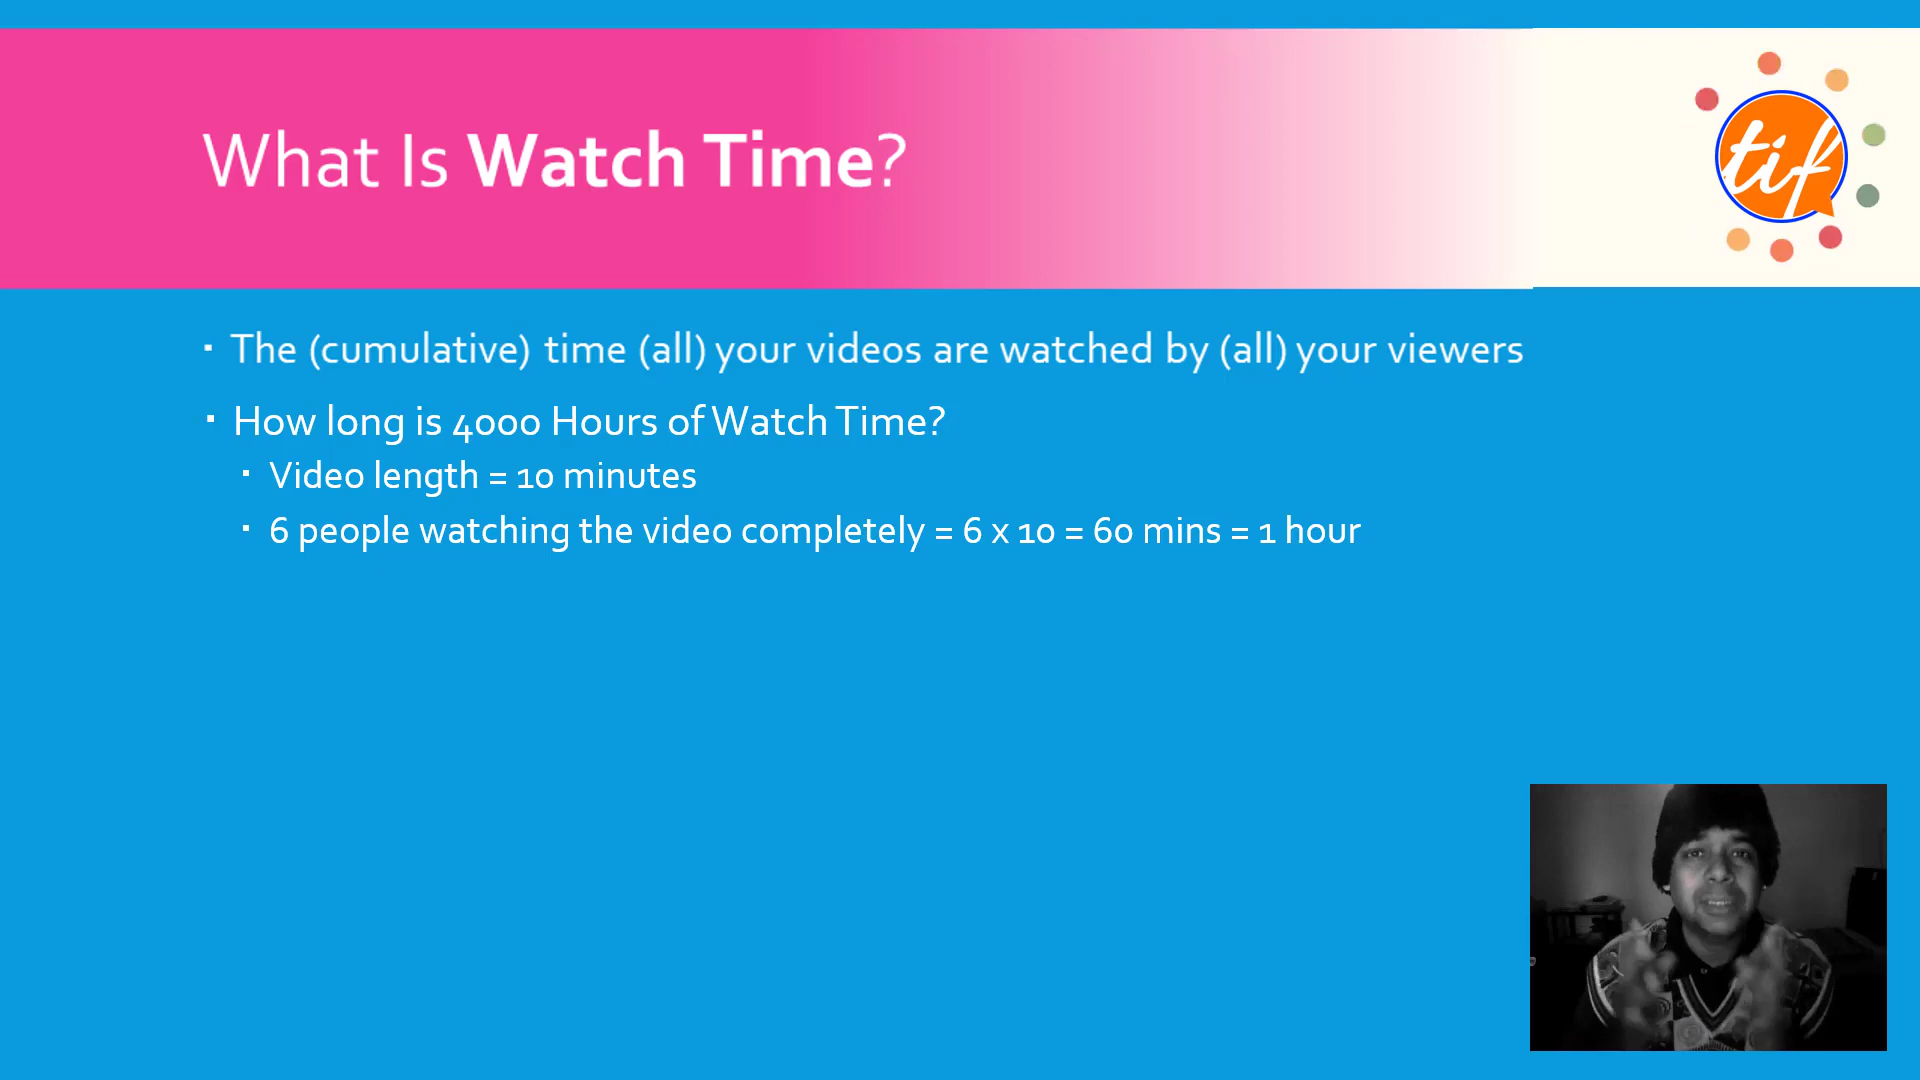 What Is Watch Time?
tif
▪ The (cumulative) time (all) your videos are watched by (all) your viewers
▪ How long is 4000 Hours of Watch Time?
▪ Video length = 10 minutes
▪ 6 people watching the video completely = 6 x 10 = 60 mins = 1 hour